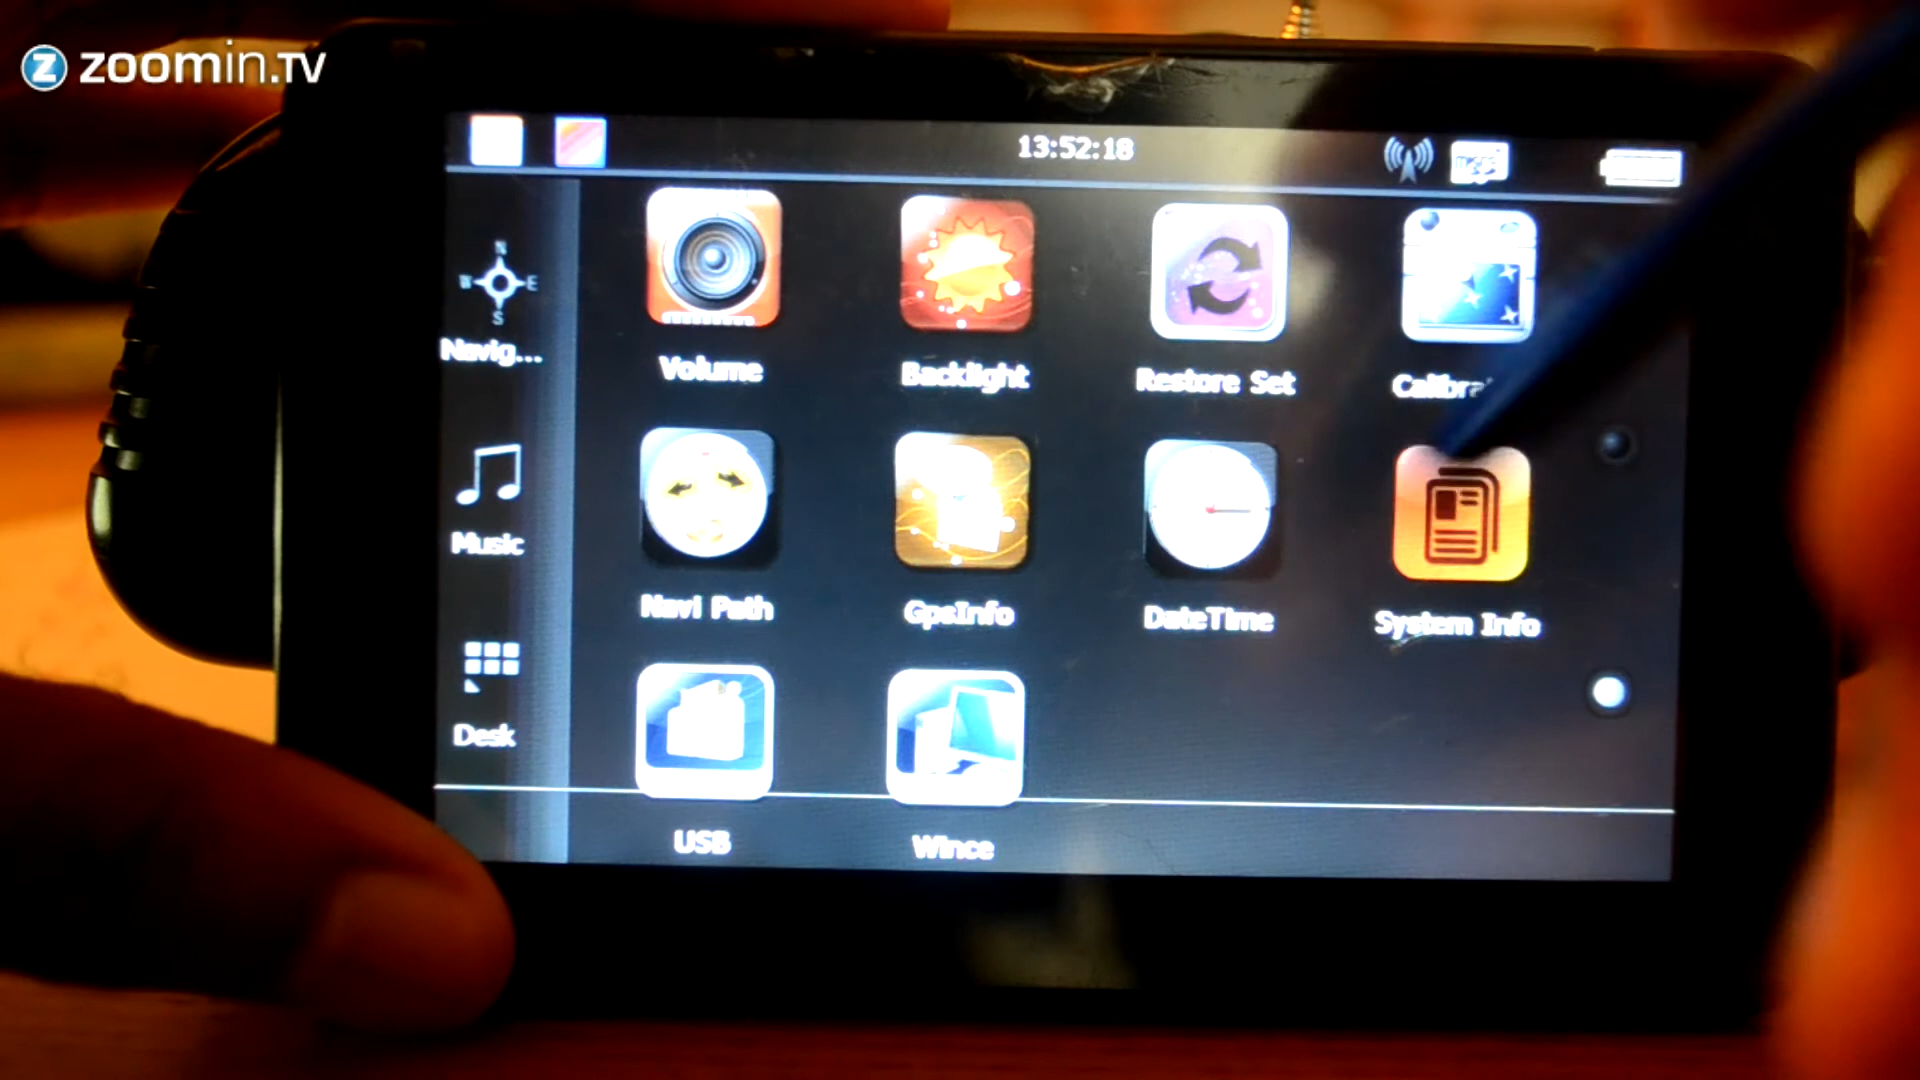 zoomin.TV
13:52:18
N
W E
S
Navig...
Music
Desk
Volume
Backlight
Restore Set
Calibra
Navi Path
GpsInfo
DateTime
System Info
USB
Wince